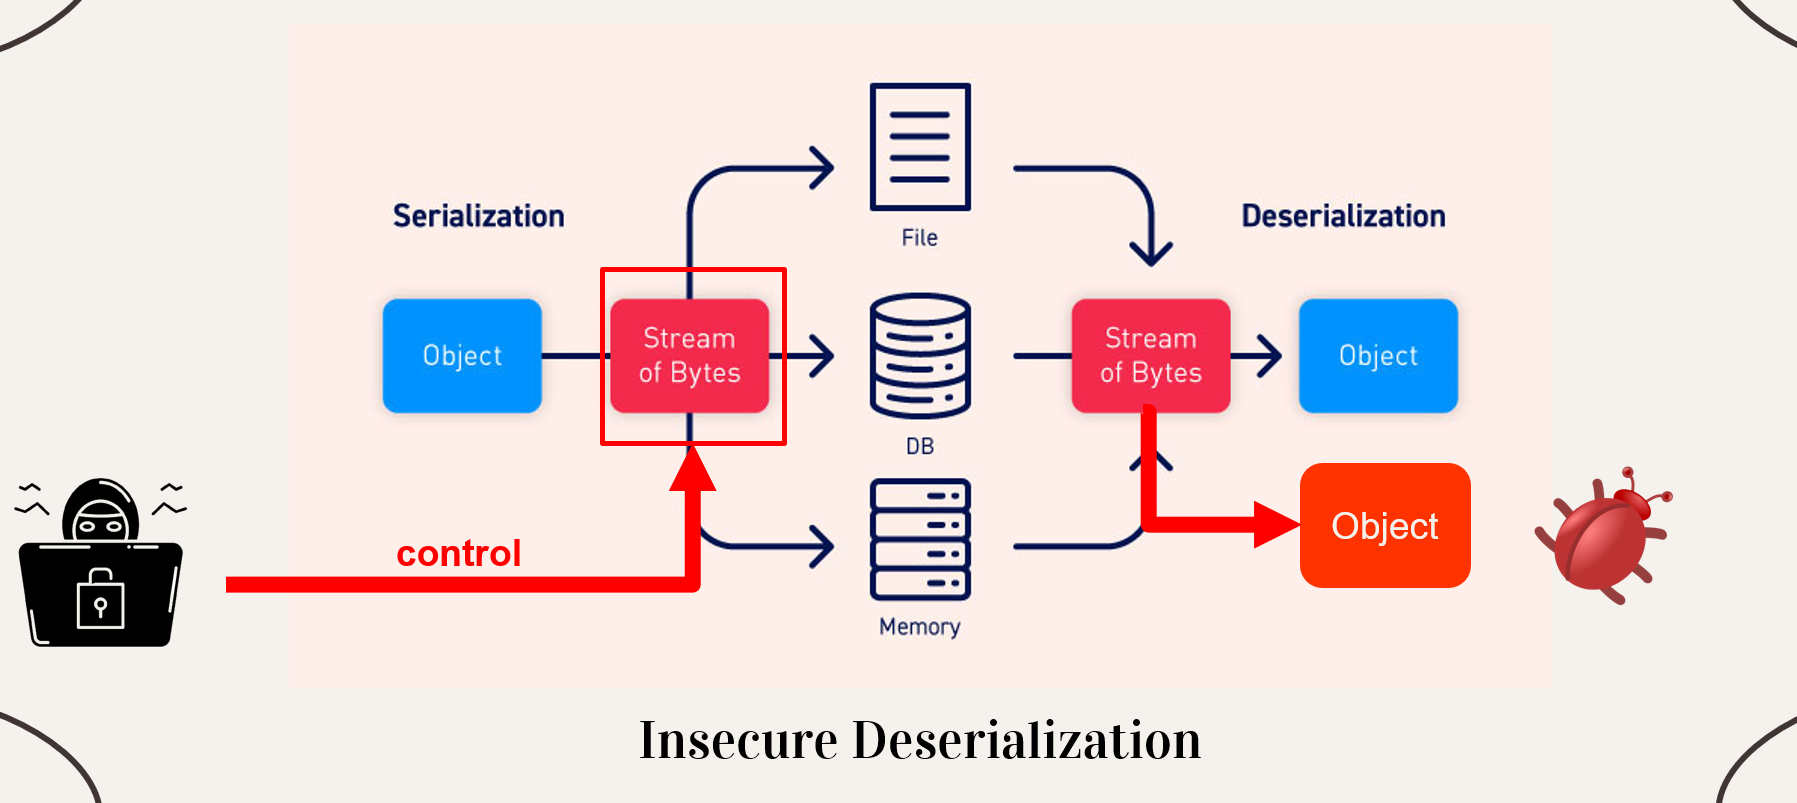 File
Serialization
Deserialization
Object
Stream
of Bytes
Stream
of Bytes
Object
DB
control
Object
Memory
Insecure Deserialization